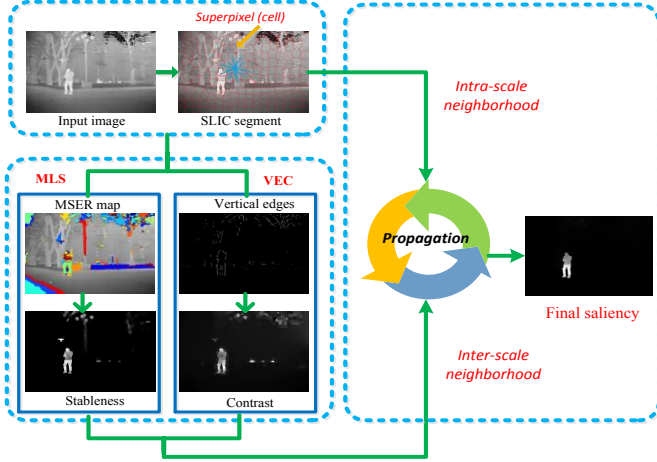 Superpixel (cell)
Input image
SLIC segment
Intra-scale
neighborhood
MLS
VEC
MSER map
Vertical edges
Propagation
Final saliency
Stableness
Contrast
Inter-scale
neighborhood